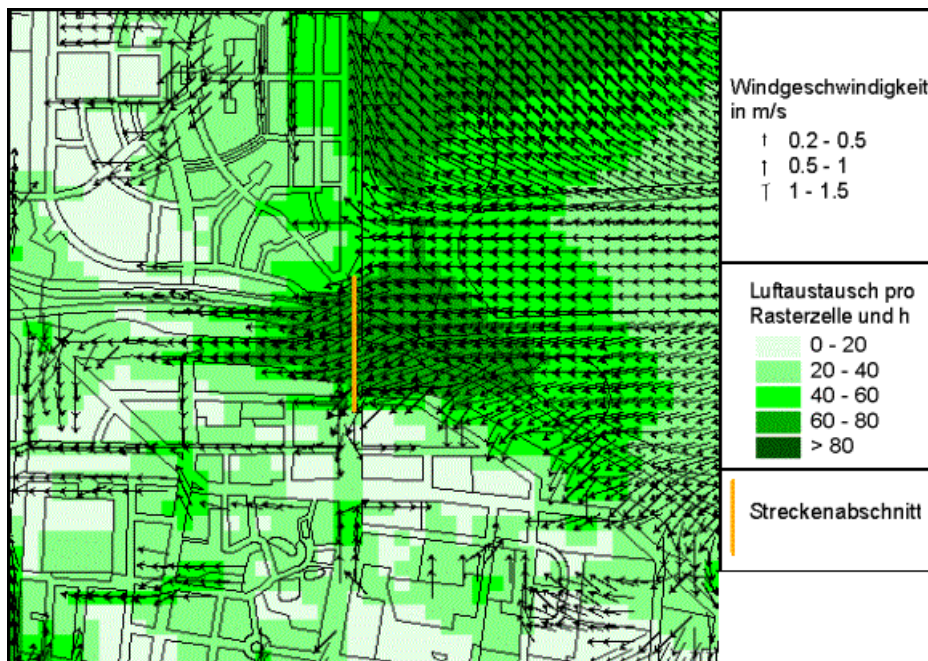 Windgeschwindigkeit
in m/s
0.2 - 0.5
0.5 - 1
1 - 1.5
Luftaustausch pro
Rasterzelle und h
0 - 20
20 - 40
40 - 60
60 - 80
> 80
Streckenabschnitt